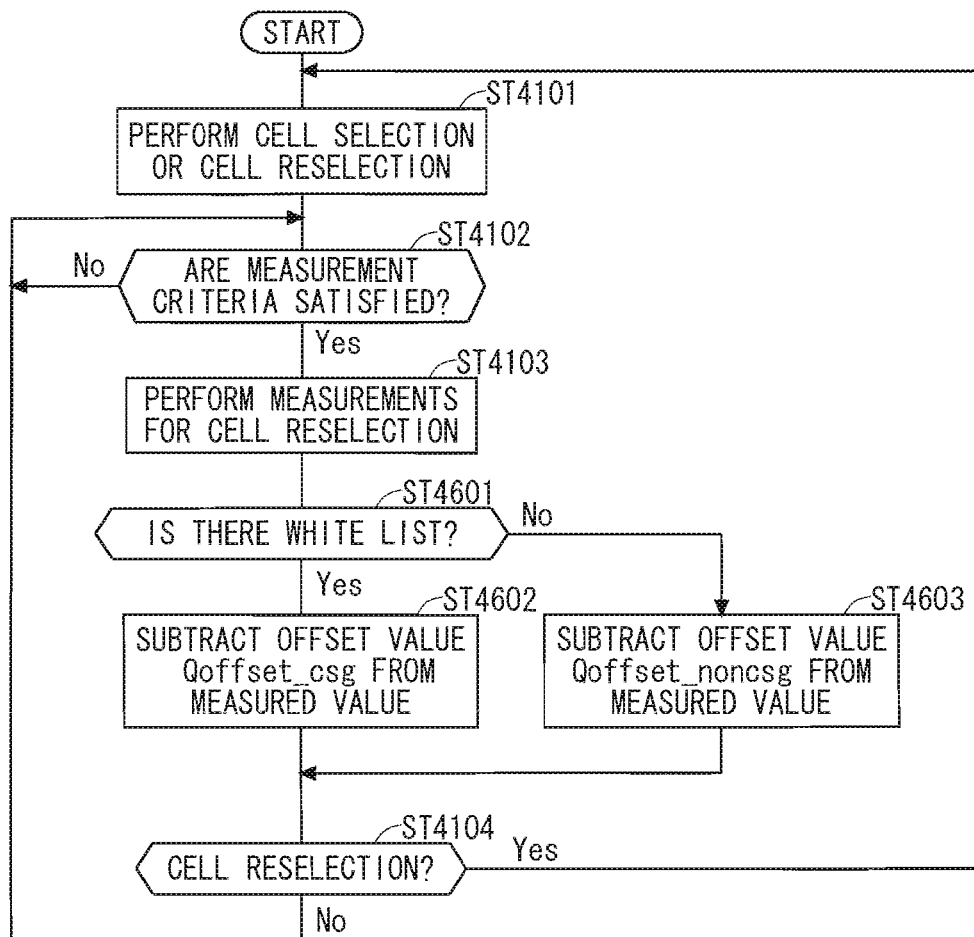 START
ST4101
PERFORM CELL SELECTION
OR CELL RESELECTION
ST4102
No
ARE MEASUREMENT
CRITERIA SATISFIED?
Yes
ST4103
PERFORM MEASUREMENTS
FOR CELL RESELECTION
ST4601
IS THERE WHITE LIST?
No
Yes
ST4602
SUBTRACT OFFSET VALUE
Qoffset_csg FROM
MEASURED VALUE
ST4603
SUBTRACT OFFSET VALUE
Qoffset_noncsg FROM
MEASURED VALUE
ST4104
CELL RESELECTION?
Yes
No